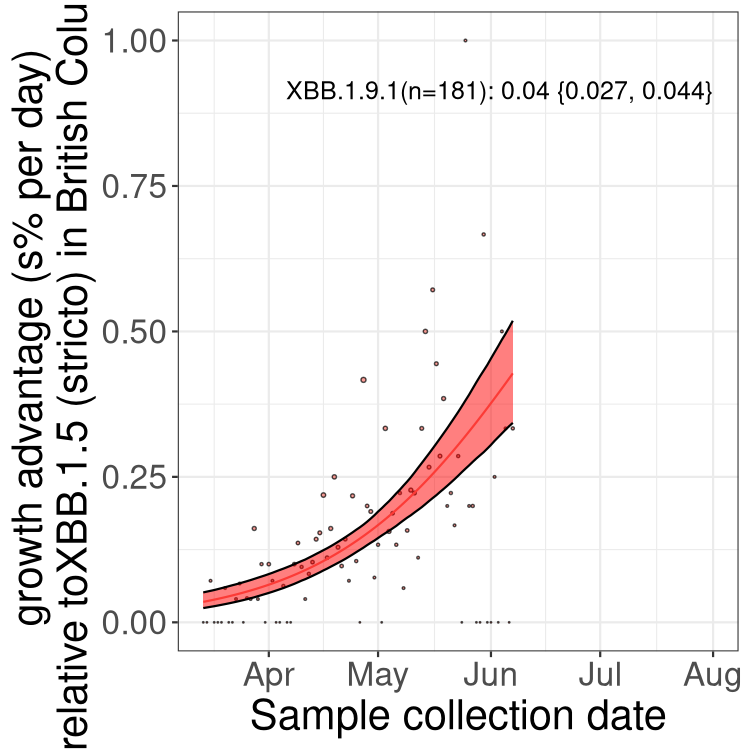 growth advantage (s% per day)
relative toXBB.1.5 (stricto) in British Colu
1.00
0.75
0.50
0.25
0.00
XBB.1.9.1(n=181): 0.04 {0.027, 0.044}
Apr May Jun Jul Aug
Sample collection date